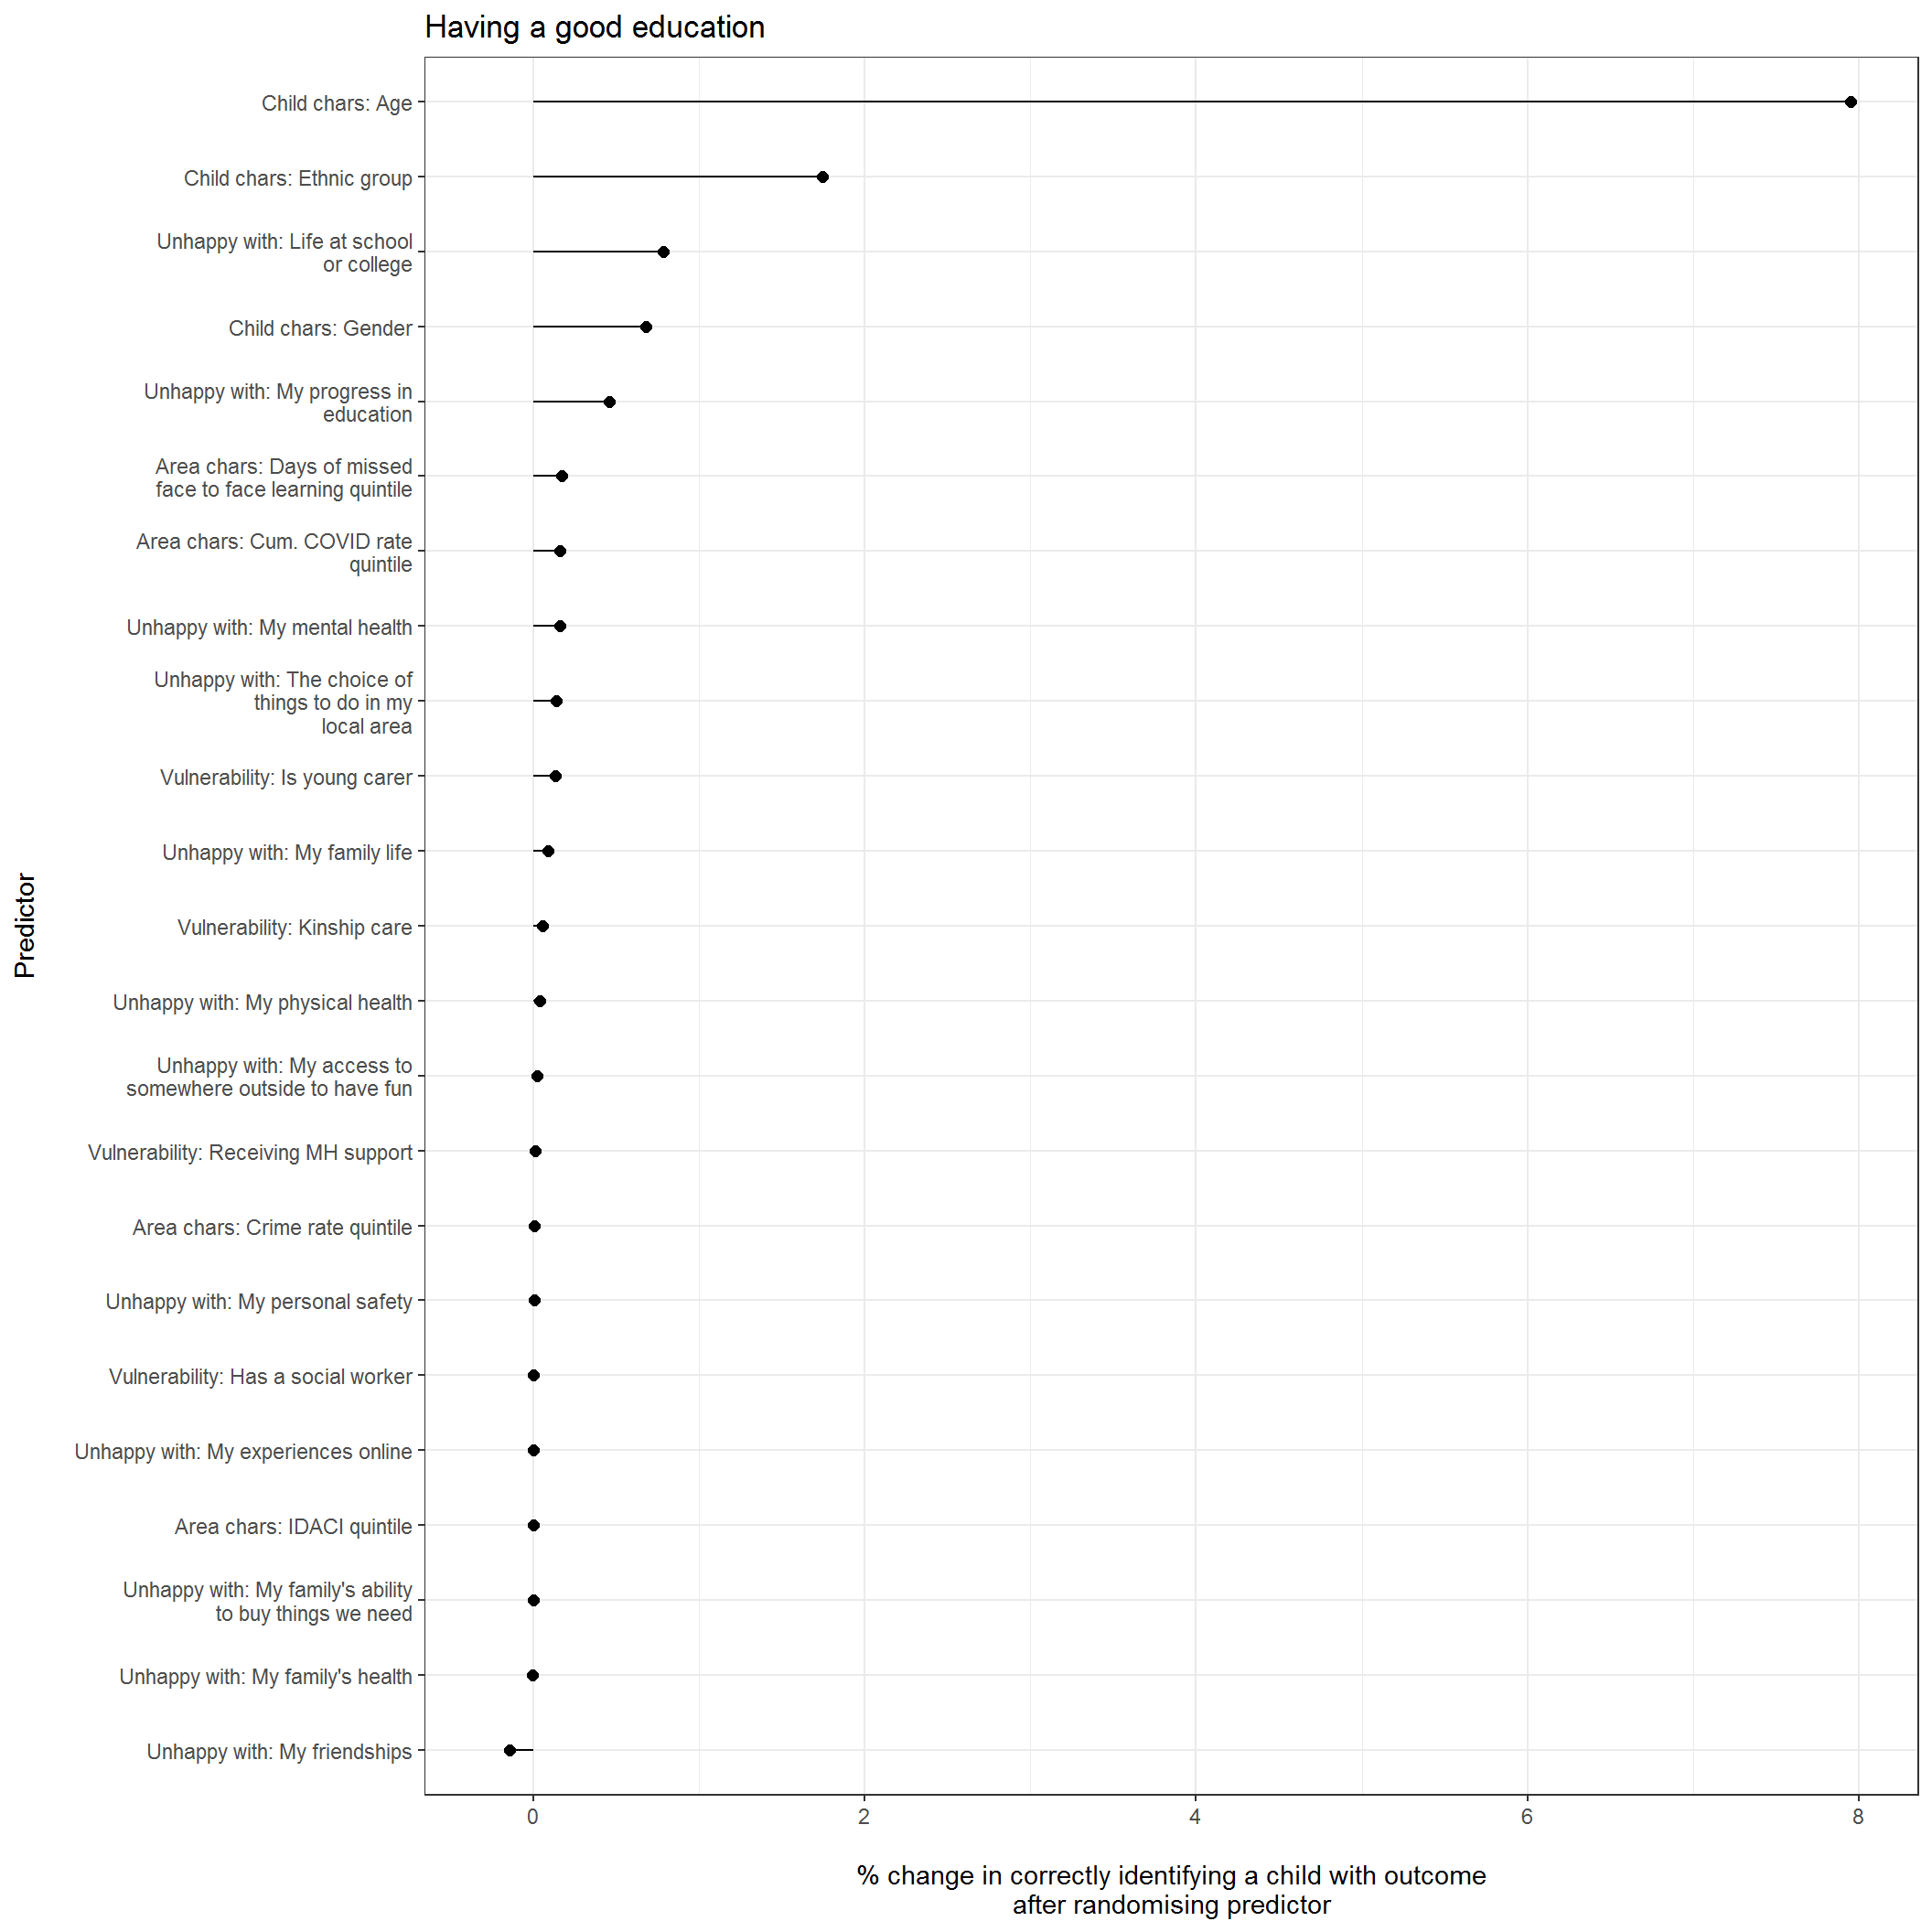 Having a good education
Child chars: Age
Child chars: Ethnic group
Unhappy with: Life at school
or college
Child chars: Gender
Unhappy with: My progress in
education
Area chars: Days of missed
face to face learning quintile
Area chars: Cum. COVID rate
quintile
Unhappy with: My mental health
Unhappy with: The choice of
things to do in my
local area
Vulnerability: Is young carer
Unhappy with: My family life
Vulnerability: Kinship care
Unhappy with: My physical health
Unhappy with: My access to
somewhere outside to have fun
Vulnerability: Receiving MH support
Area chars: Crime rate quintile
Unhappy with: My personal safety
Vulnerability: Has a social worker
Unhappy with: My experiences online
Area chars: IDACI quintile
Unhappy with: My family's ability
to buy things we need
Unhappy with: My family's health
Unhappy with: My friendships
Predictor
0 2 4 6 8
% change in correctly identifying a child with outcome
after randomising predictor